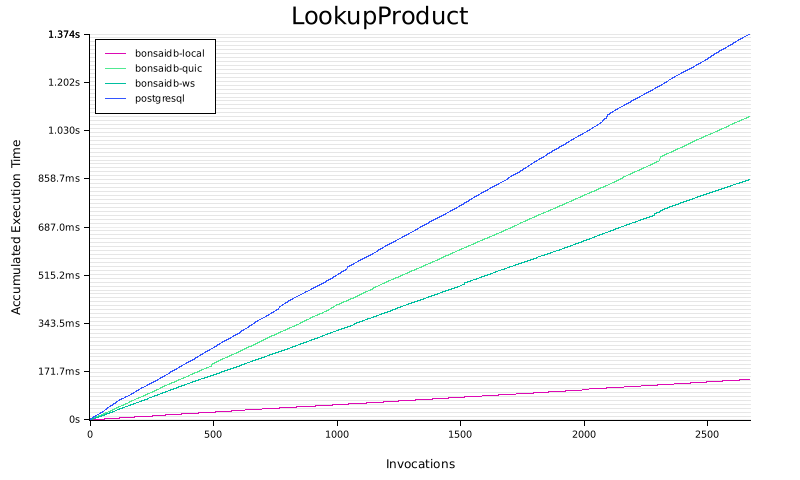 LookupProduct
1.374s
bonsaidb-local
bonsaidb-quic
bonsaidb-ws
postgresql
1.202s
1.030s
858.7ms
687.0ms
515.2ms
343.5ms
171.7ms
0s
Accumulated Execution Time
0 500 1000 1500 2000 2500
Invocations